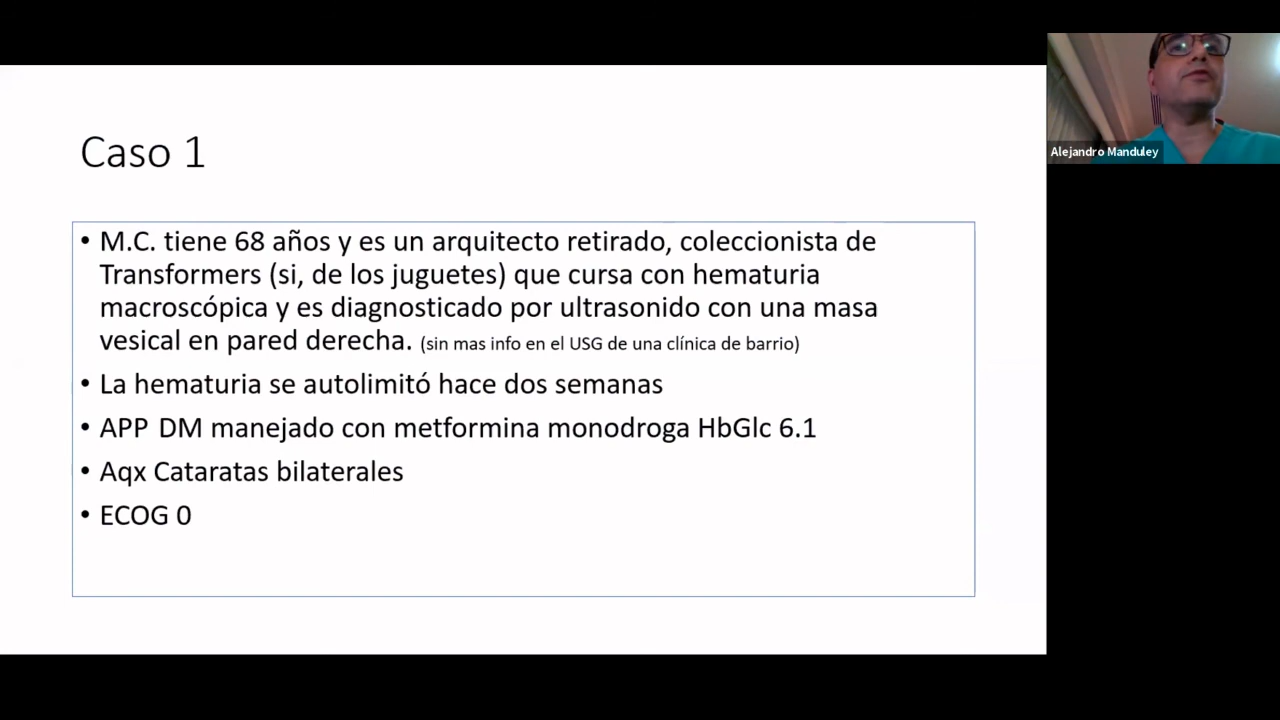 Caso 1
• M.C. tiene 68 años y es un arquitecto retirado, coleccionista de
Transformers (si, de los juguetes) que cursa con hematuria
macroscópica y es diagnosticado por ultrasonido con una masa
vesical en pared derecha. (sin mas info en el USG de una clínica de barrio)
• La hematuria se autolimitó hace dos semanas
• APP DM manejado con metformina monodroga HbGlc 6.1
• Aqx Cataratas bilaterales
• ECOG 0
Alejandro Manduley